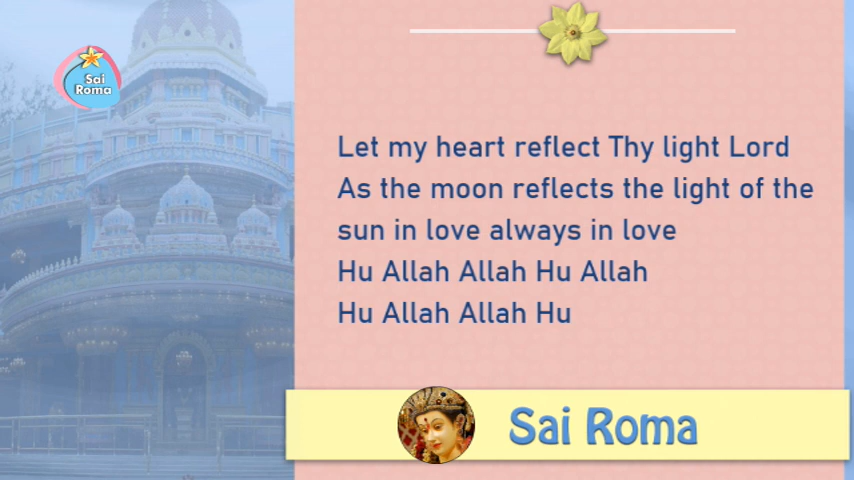 Sai
Roma
Let my heart reflect Thy light Lord
As the moon reflects the light of the
sun in love always in love
Hu Allah Allah Hu Allah
Hu Allah Allah Hu
Sai Roma